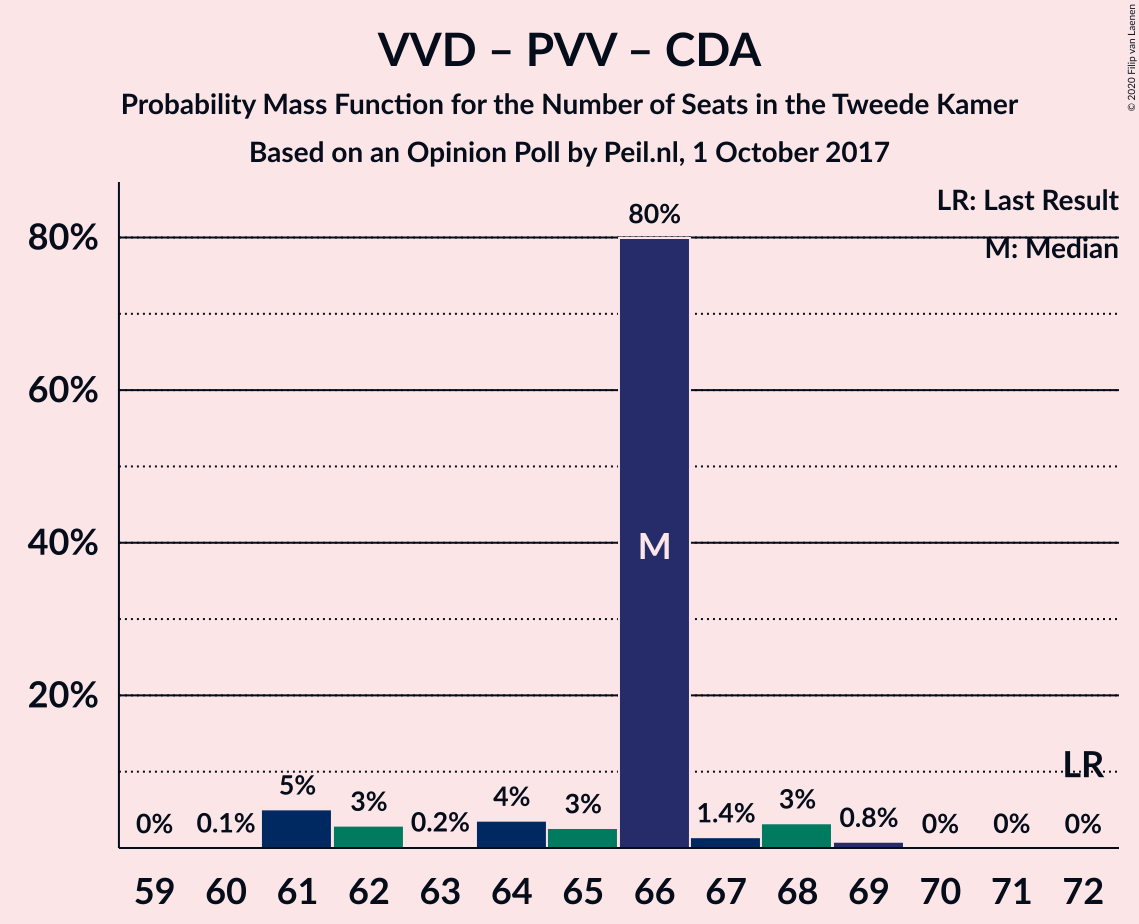 VVD – PVV – CDA
Probability Mass Function for the Number of Seats in the Tweede Kamer
Based on an Opinion Poll by Peil.nl, 1 October 2017
© 2020 Filip van Laenen
LR: Last Result
M: Median
80%
60%
40%
20%
0%
0.1%
5%
3%
0.2%
4%
3%
80%
1.4%
3%
0.8%
0%
0%
0%
M
LR
59 60 61 62 63 64 65 66 67 68 69 70 71 72